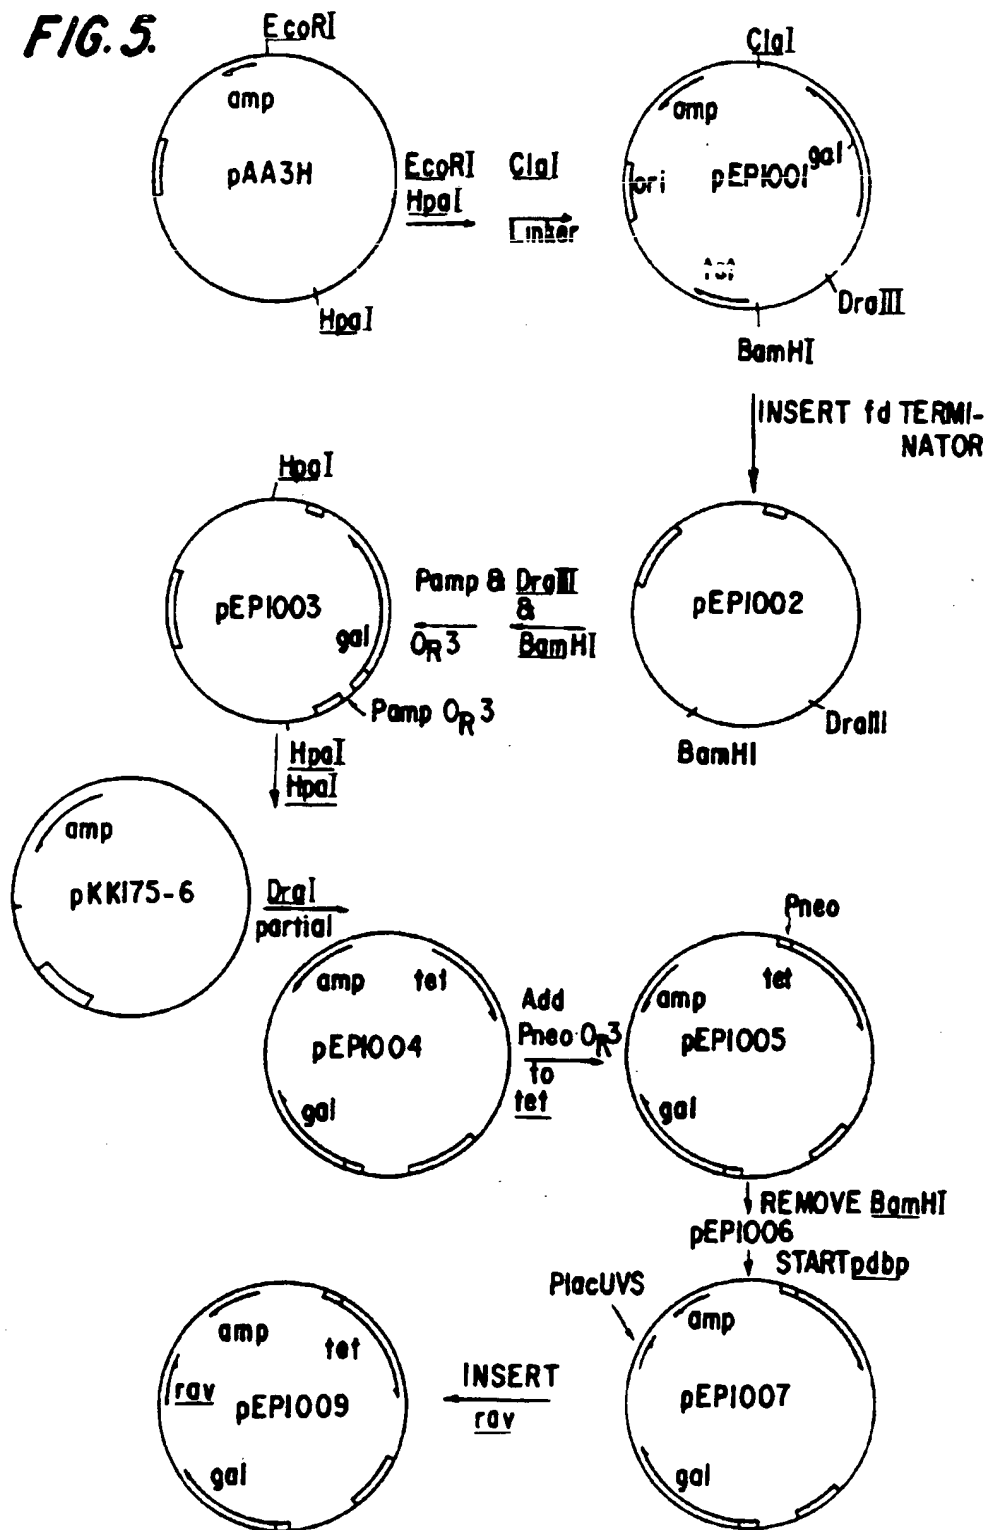 FIG. 5.
EcoRI
amp
pAA3H
HpaI
EcoRI
HpaI
ClaI
Linker
ClaI
amp
gal
ori
pEP1001
DraIII
BamHI
INSERT fd TERMI-
NATOR
pEP1002
DraIII
BamHI
Pamp & DraIII
&
OR3 BamHI
HpaI
pEP1003
gal
Pamp OR3
HpaI
HpaI
amp
pKK175-6
DraI
partial
amp
tet
pEP1004
gal
Add
Pneo·OR3
to
tet
Pneo
tet
amp
pEP1005
gal
REMOVE BamHI
pEP1006
START pdbp
PlacUVS
amp
pEP1007
gal
INSERT
rav
amp
tet
rav
pEP1009
gal